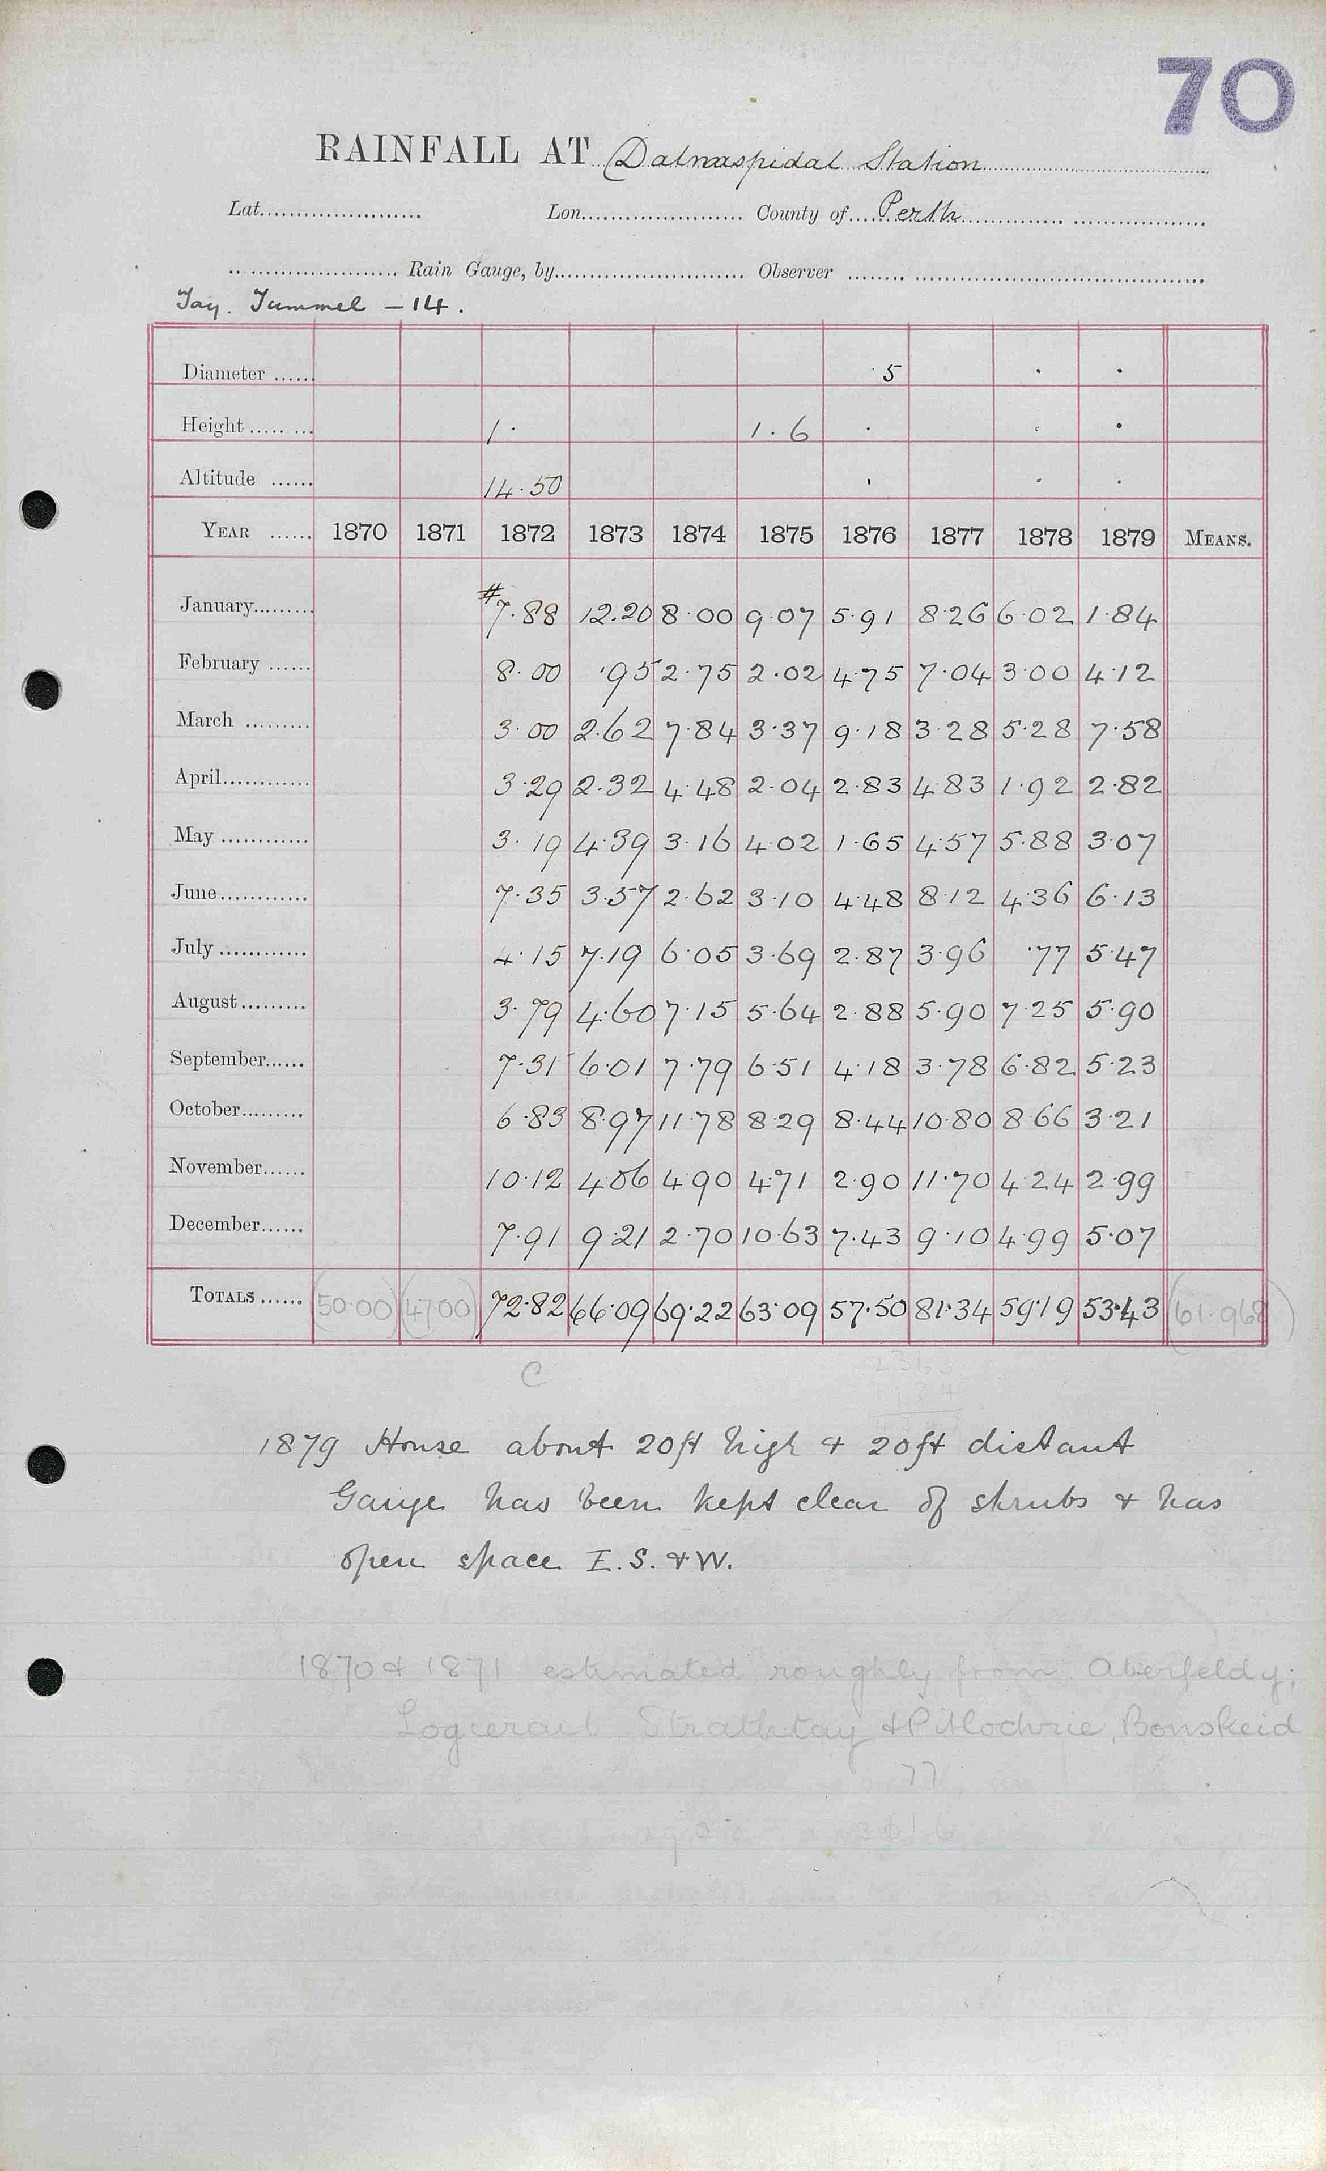 70
RAINFALL AT Dalnaspidal Station
Lat. Lon. County of Perth
Rain Gauge, by Observer
Tay. Tummel - 14.
Diameter 5 · ·
Height 1 · 1 . 6 · · ·
Altitude 14.50 · · ·
YEAR 1870 1871 1872 1873 1874 1875 1876 1877 1878 1879 MEANS.
January # 7.88 12.20 8.00 9.07 5.91 8.26 6.02 1.84
February 8.00 .95 2.75 2.02 4.75 7.04 3.00 4.12
March 3.00 2.62 7.84 3.37 9.18 3.28 5.28 7.58
April 3.29 2.32 4.48 2.04 2.83 4.83 1.92 2.82
May 3.19 4.39 3.16 4.02 1.65 4.57 5.88 3.07
June 7.35 3.57 2.62 3.10 4.48 8.12 4.36 6.13
July 4.15 7.19 6.05 3.69 2.87 3.96 .77 5.47
August 3.79 4.60 7.15 5.64 2.88 5.90 7.25 5.90
September 7.31 6.01 7.79 6.51 4.18 3.78 6.82 5.23
October 6.83 8.97 11.78 8.29 8.44 10.80 8.66 3.21
November 10.12 4.06 4.90 4.71 2.90 11.70 4.24 2.99
December 7.91 9.21 2.70 10.63 7.43 9.10 4.99 5.07
TOTALS (50.00) (47.00) 72.82 66.09 69.22 63.09 57.50 81.34 59.19 53.43 (61.968)
C
1879 House about 20ft high & 20ft distant
Gauge has been kept clear of shrubs & has
open space E.S. & W.
1870 & 1871 estimated roughly from Aberfeldy;
Logierait, Strathtay & Pitlochrie, Bonskeid
77